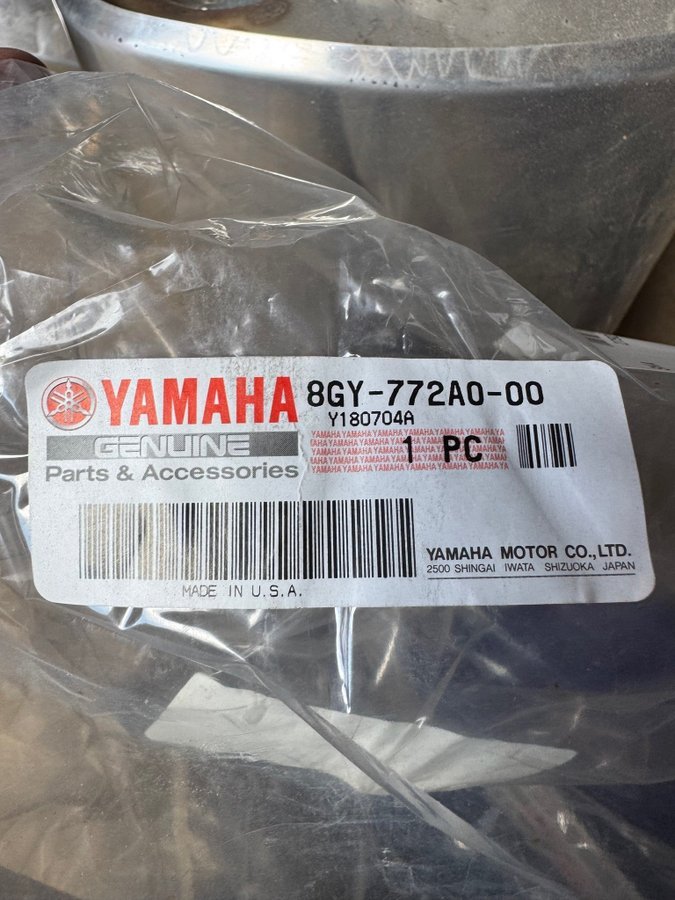 YAMAHA 8GY-772A0-00
Y180704A
GENUINE
Parts & Accessories
1 PC
YAMAHA MOTOR CO.,LTD.
2500 SHINGAI IWATA SHIZUOKA JAPAN
MADE IN U.S.A.